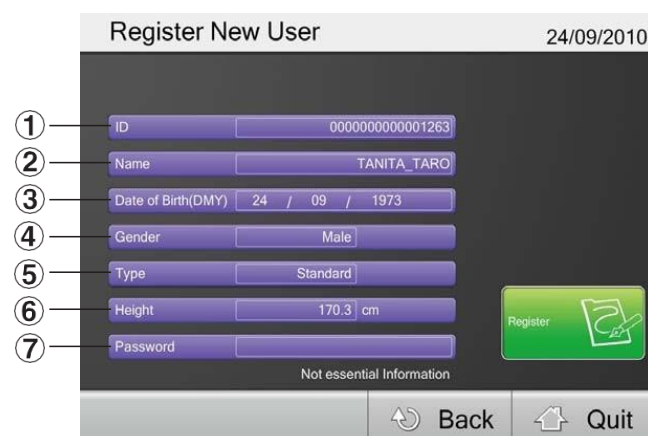 Register New User
24/09/2010
① ID 0000000000001263
② Name TANITA_TARO
③ Date of Birth(DMY) 24 / 09 / 1973
④ Gender Male
⑤ Type Standard
⑥ Height 170.3 cm
⑦ Password
Register
Not essential Information
Back
Quit